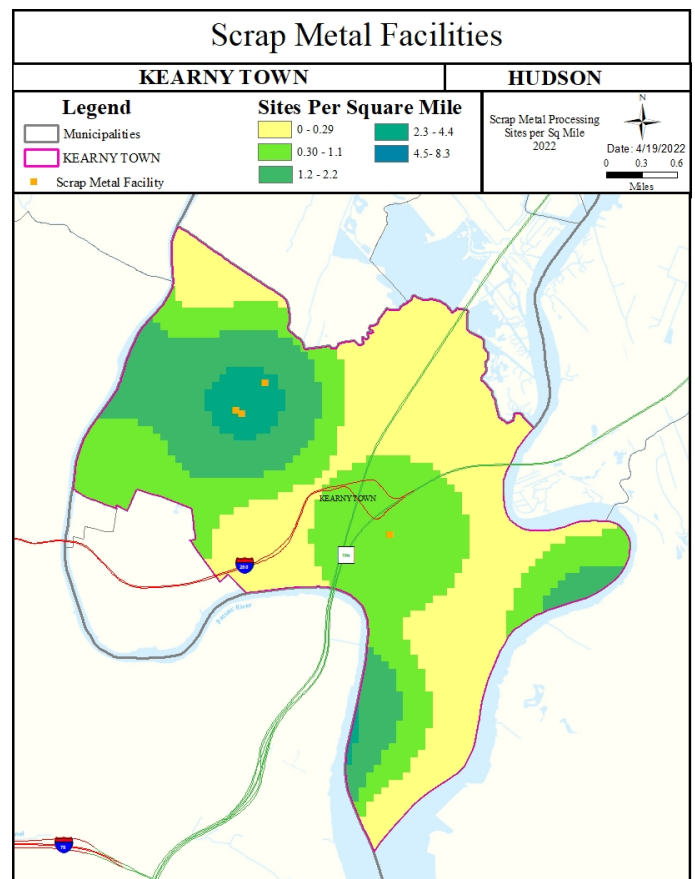 Scrap Metal Facilities
KEARNY TOWN
HUDSON
Legend
Municipalities
KEARNY TOWN
Scrap Metal Facility
Sites Per Square Mile
0 - 0.29
0.30 - 1.1
1.2 - 2.2
2.3 - 4.4
4.5- 8.3
Scrap Metal Processing
Sites per Sq Mile
2022
N
Date: 4/19/2022
0 0.3 0.6
Miles
KEARNY TOWN
280
Passaic River
78